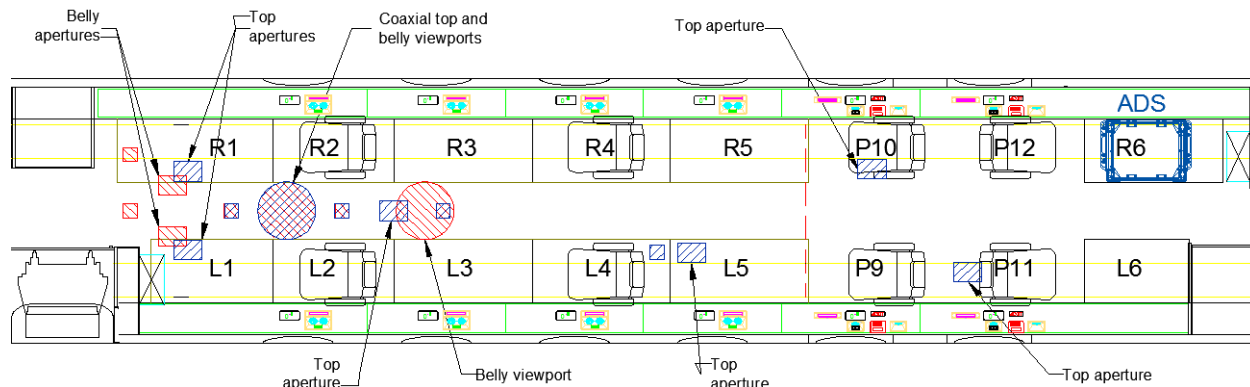 Belly
apertures
Top
apertures
Coaxial top and
belly viewports
Top aperture
ADS
R1
R2
R3
R4
R5
P10
P12
R6
L1
L2
L3
L4
L5
P9
P11
L6
Top
aperture
Belly viewport
Top
aperture
Top aperture